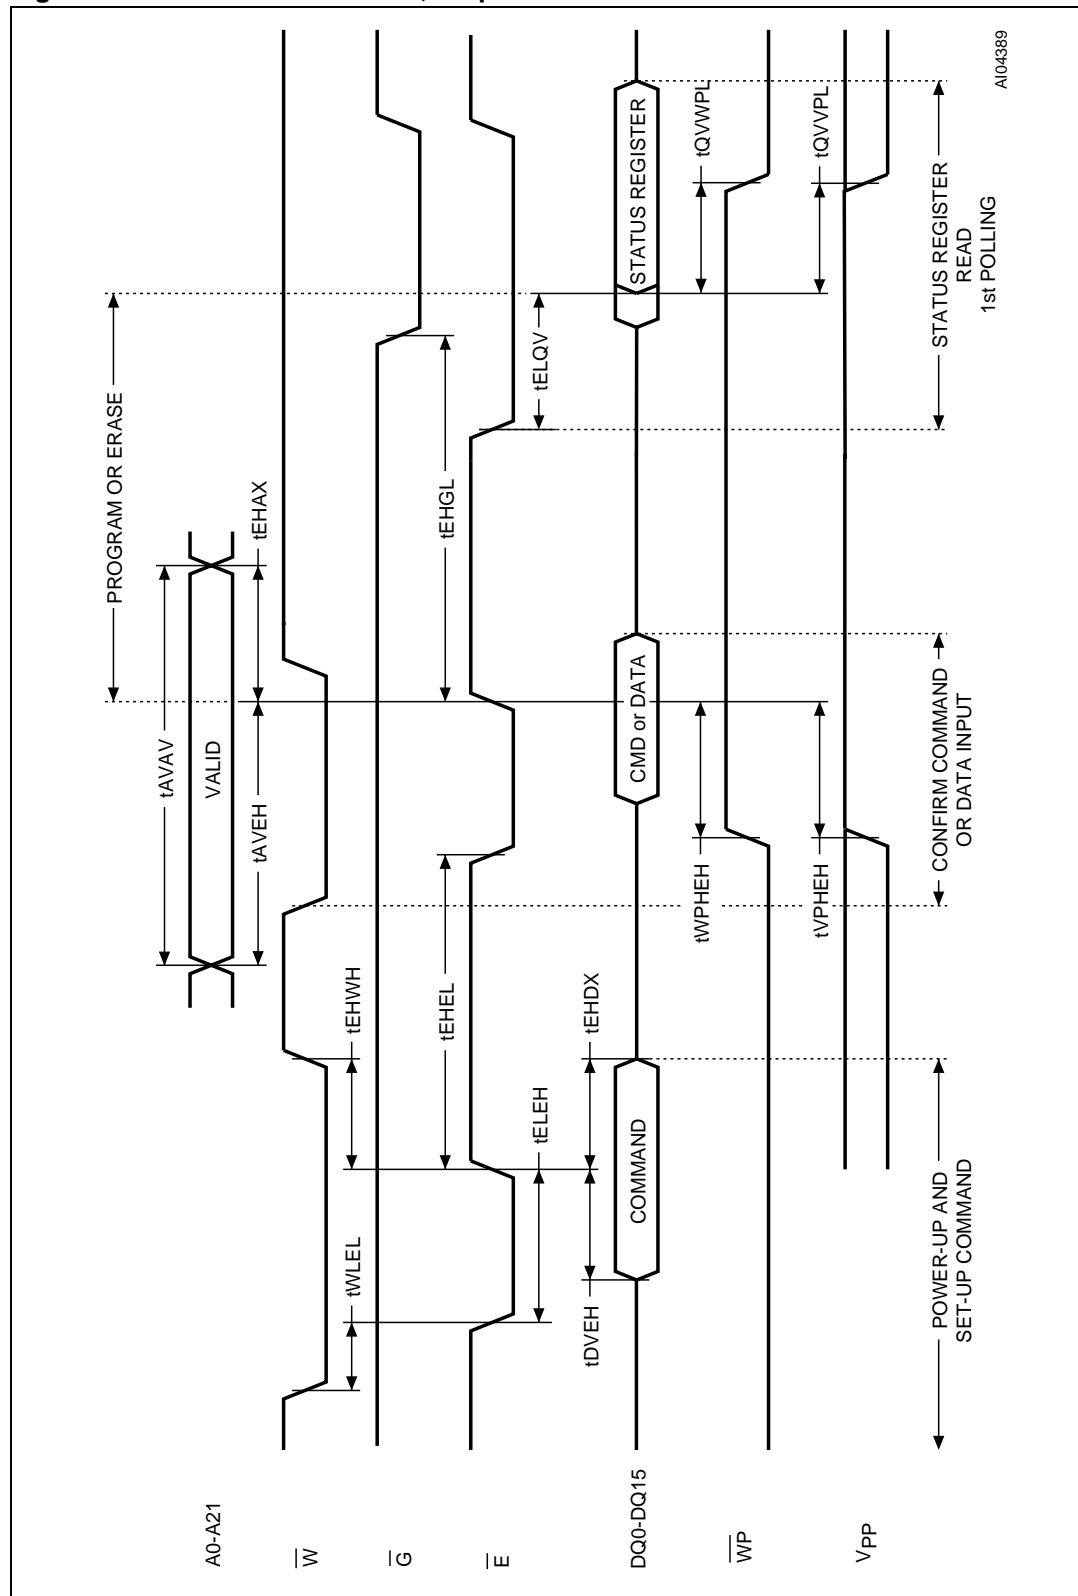 A0-A21
W
G
E
DQ0-DQ15
WP
VPP
PROGRAM OR ERASE
tAVAV
VALID
tAVEH
tEHAX
tWLEL
tEHWH
tEHEL
tEHGL
tELEH
tELQV
tDVEH
tEHDX
COMMAND
CMD or DATA
STATUS REGISTER
tWPHEH
tQVWPL
tVPHEH
tQVVPL
POWER-UP AND
SET-UP COMMAND
CONFIRM COMMAND
OR DATA INPUT
STATUS REGISTER
READ
1st POLLING
AI04389